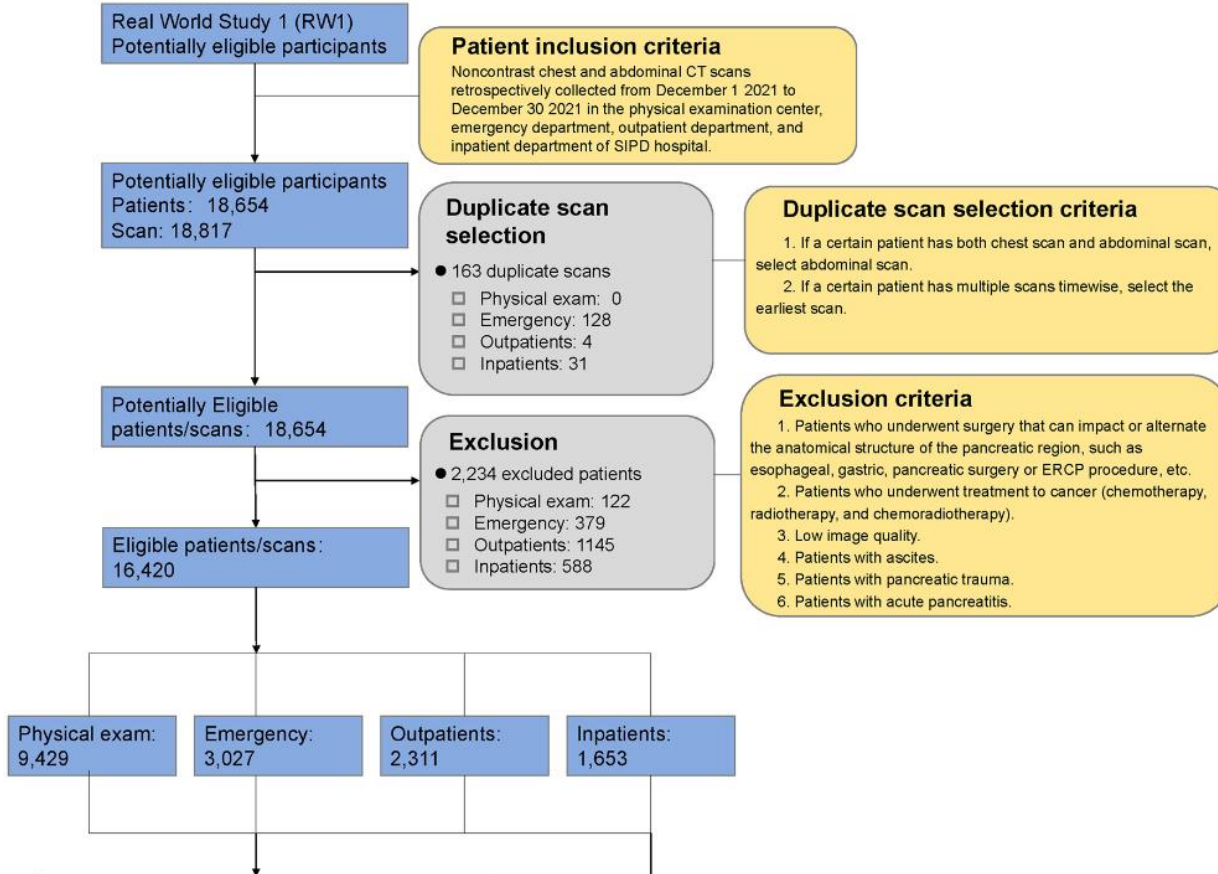 Real World Study 1 (RW1)
Potentially eligible participants
Patient inclusion criteria
Noncontrast chest and abdominal CT scans
retrospectively collected from December 1 2021 to
December 30 2021 in the physical examination center,
emergency department, outpatient department, and
inpatient department of SIPD hospital.
Potentially eligible participants
Patients: 18,654
Scan: 18,817
Duplicate scan
selection
● 163 duplicate scans
□ Physical exam: 0
□ Emergency: 128
□ Outpatients: 4
□ Inpatients: 31
Duplicate scan selection criteria
1. If a certain patient has both chest scan and abdominal scan,
select abdominal scan.
2. If a certain patient has multiple scans timewise, select the
earliest scan.
Potentially Eligible
patients/scans: 18,654
Exclusion
● 2,234 excluded patients
□ Physical exam: 122
□ Emergency: 379
□ Outpatients: 1145
□ Inpatients: 588
Exclusion criteria
1. Patients who underwent surgery that can impact or alternate
the anatomical structure of the pancreatic region, such as
esophageal, gastric, pancreatic surgery or ERCP procedure, etc.
2. Patients who underwent treatment to cancer (chemotherapy,
radiotherapy, and chemoradiotherapy).
3. Low image quality.
4. Patients with ascites.
5. Patients with pancreatic trauma.
6. Patients with acute pancreatitis.
Eligible patients/scans:
16,420
Physical exam:
9,429
Emergency:
3,027
Outpatients:
2,311
Inpatients:
1,653